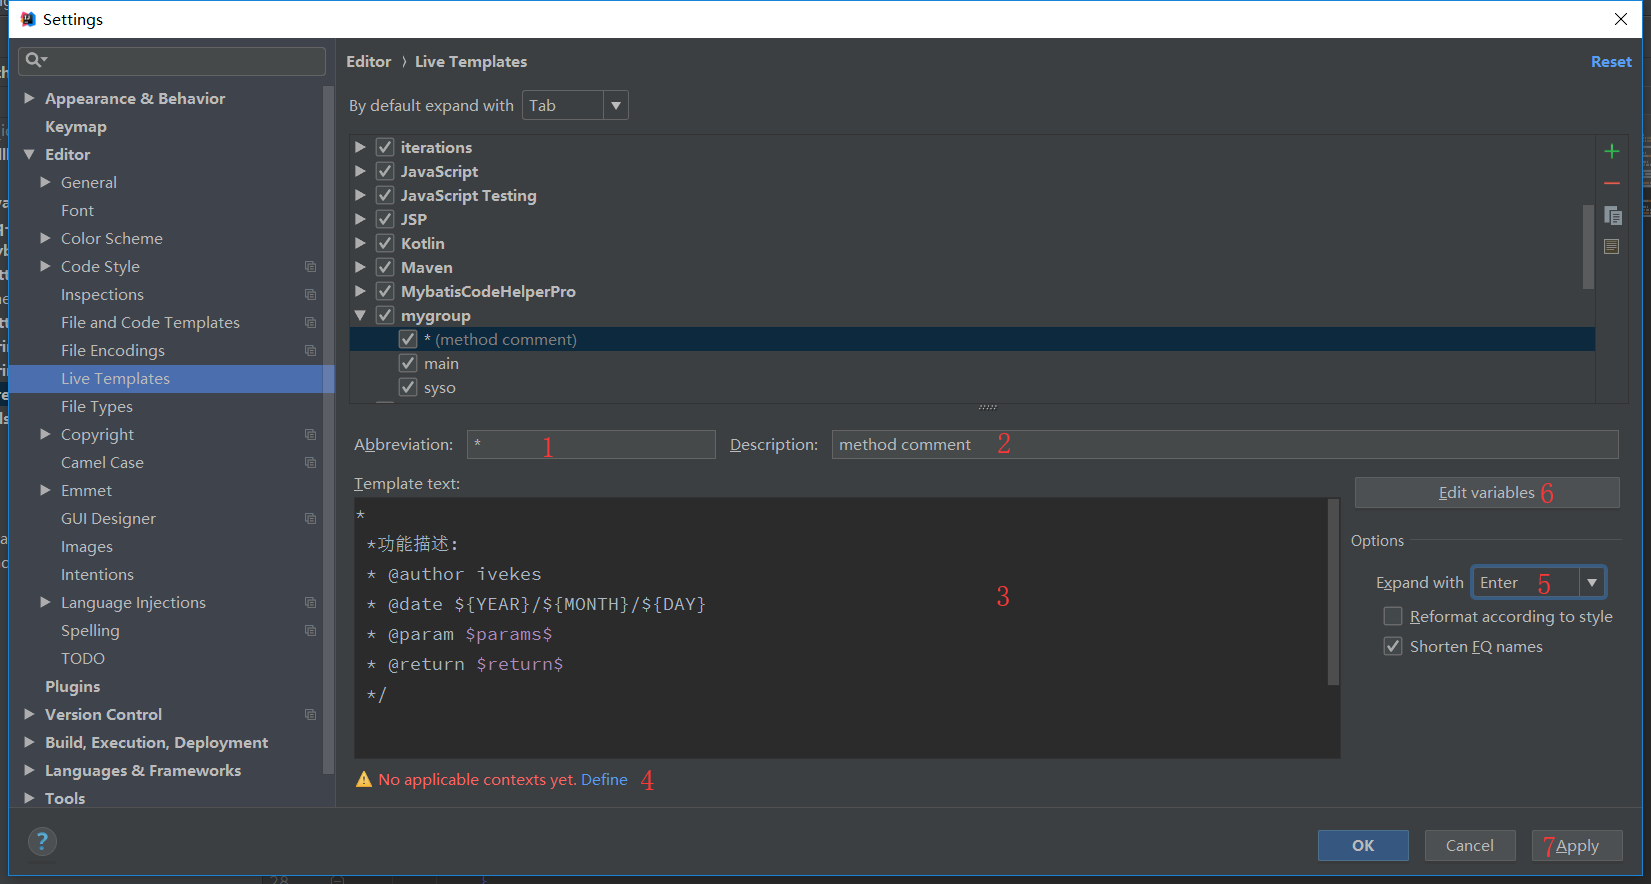 Settings
Editor › Live Templates
Reset
By default expand with Tab
Appearance & Behavior
Keymap
Editor
General
Font
Color Scheme
Code Style
Inspections
File and Code Templates
File Encodings
Live Templates
File Types
Copyright
Camel Case
Emmet
GUI Designer
Images
Intentions
Language Injections
Spelling
TODO
Plugins
Version Control
Build, Execution, Deployment
Languages & Frameworks
Tools
iterations
JavaScript
JavaScript Testing
JSP
Kotlin
Maven
MybatisCodeHelperPro
mygroup
* (method comment)
main
syso
Abbreviation: * 1 Description: method comment 2
Template text:
*
*功能描述:
* @author ivekes
* @date ${YEAR}/${MONTH}/${DAY}
* @param $params$
* @return $return$
*/
3
Edit variables 6
Options
Expand with Enter 5
Reformat according to style
Shorten FQ names
No applicable contexts yet. Define 4
?
OK
Cancel
7 Apply